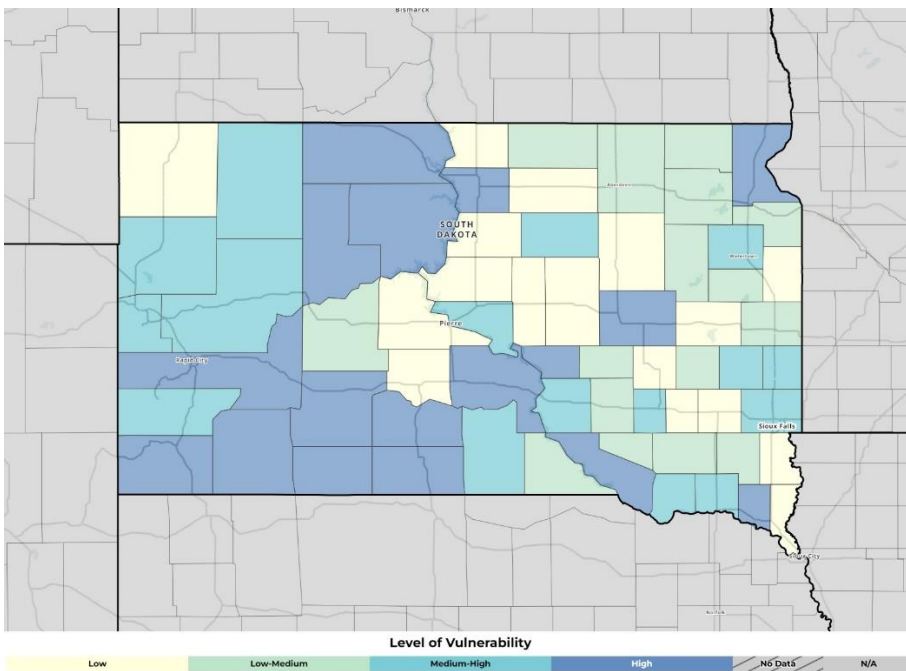 Bismarck
Aberdeen
SOUTH
DAKOTA
Watertown
Pierre
Rapid City
Sioux Falls
Sioux City
Norfolk
Level of Vulnerability
Low Low-Medium Medium-High High No Data N/A